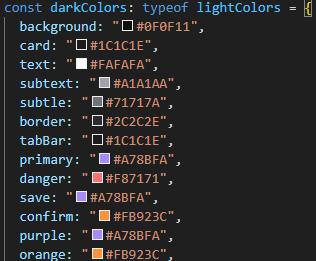 const darkColors: typeof lightColors = {
background: "#0F0F11",
card: "#1C1C1E",
text: "#FAFAFA",
subtext: "#A1A1AA",
subtle: "#71717A",
border: "#2C2C2E",
tabBar: "#1C1C1E",
primary: "#A78BFA",
danger: "#F87171",
save: "#A78BFA",
confirm: "#FB923C",
purple: "#A78BFA",
orange: "#FB923C",